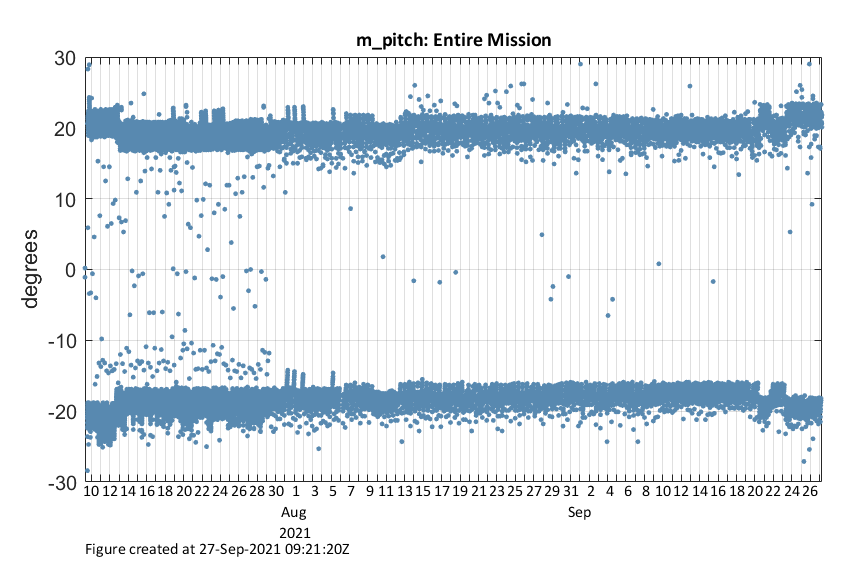 m_pitch: Entire Mission
30
20
10
0
-10
-20
-30
degrees
10 12 14 16 18 20 22 24 26 28 30 1 3 5 7 9 11 13 15 17 19 21 23 25 27 29 31 2 4 6 8 10 12 14 16 18 20 22 24 26
Aug Sep
2021
Figure created at 27-Sep-2021 09:21:20Z